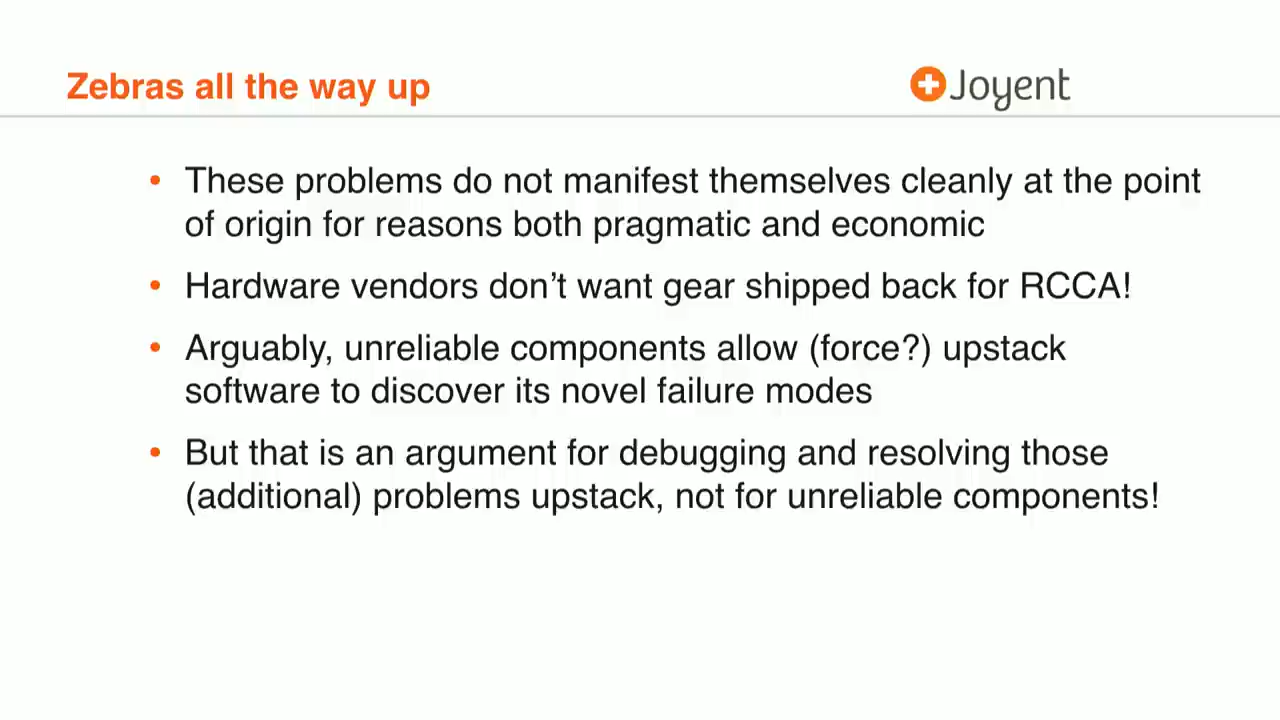 Zebras all the way up
Joyent
• These problems do not manifest themselves cleanly at the point
of origin for reasons both pragmatic and economic
• Hardware vendors don’t want gear shipped back for RCCA!
• Arguably, unreliable components allow (force?) upstack
software to discover its novel failure modes
• But that is an argument for debugging and resolving those
(additional) problems upstack, not for unreliable components!